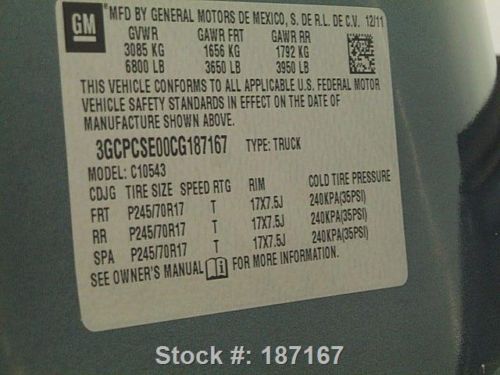 GM
MFD BY GENERAL MOTORS DE MEXICO, S. DE R.L. DE C.V. 12/11
GVWR GAWR FRT GAWR RR
3085 KG 1656 KG 1792 KG
6800 LB 3650 LB 3950 LB
THIS VEHICLE CONFORMS TO ALL APPLICABLE U.S. FEDERAL MOTOR
VEHICLE SAFETY STANDARDS IN EFFECT ON THE DATE OF
MANUFACTURE SHOWN ABOVE.
3GCPCSE00CG187167 TYPE: TRUCK
MODEL: C10543
CDJG TIRE SIZE SPEED RTG RIM COLD TIRE PRESSURE
FRT P245/70R17 T 17X7.5J 240KPA(35PSI)
RR P245/70R17 T 17X7.5J 240KPA(35PSI)
SPA P245/70R17 T 17X7.5J 240KPA(35PSI)
SEE OWNER'S MANUAL FOR MORE INFORMATION.
Stock #: 187167